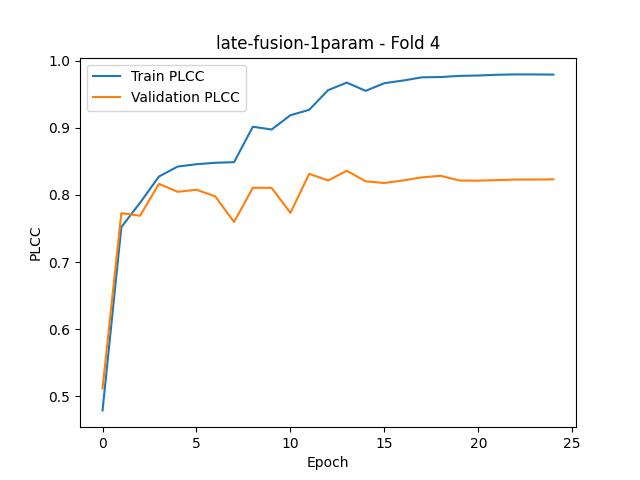 late-fusion-1param - Fold 4
Train PLCC
Validation PLCC
1.0
0.9
0.8
0.7
0.6
0.5
PLCC
0 5 10 15 20 25
Epoch